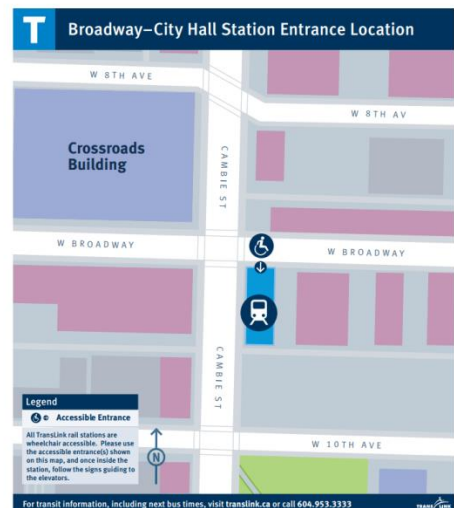 T
Broadway–City Hall Station Entrance Location
W 8TH AVE
W 8TH AV
Crossroads
Building
CAMBIE ST
W BROADWAY
W BROADWAY
CAMBIE ST
Legend
Accessible Entrance
All TransLink rail stations are
wheelchair accessible. Please use
the accessible entrance(s) shown
on this map, and once inside the
station, follow the signs guiding to
the elevators.
N
W 10TH AVE
For transit information, including next bus times, visit translink.ca or call 604.953.3333
TRANSLINK